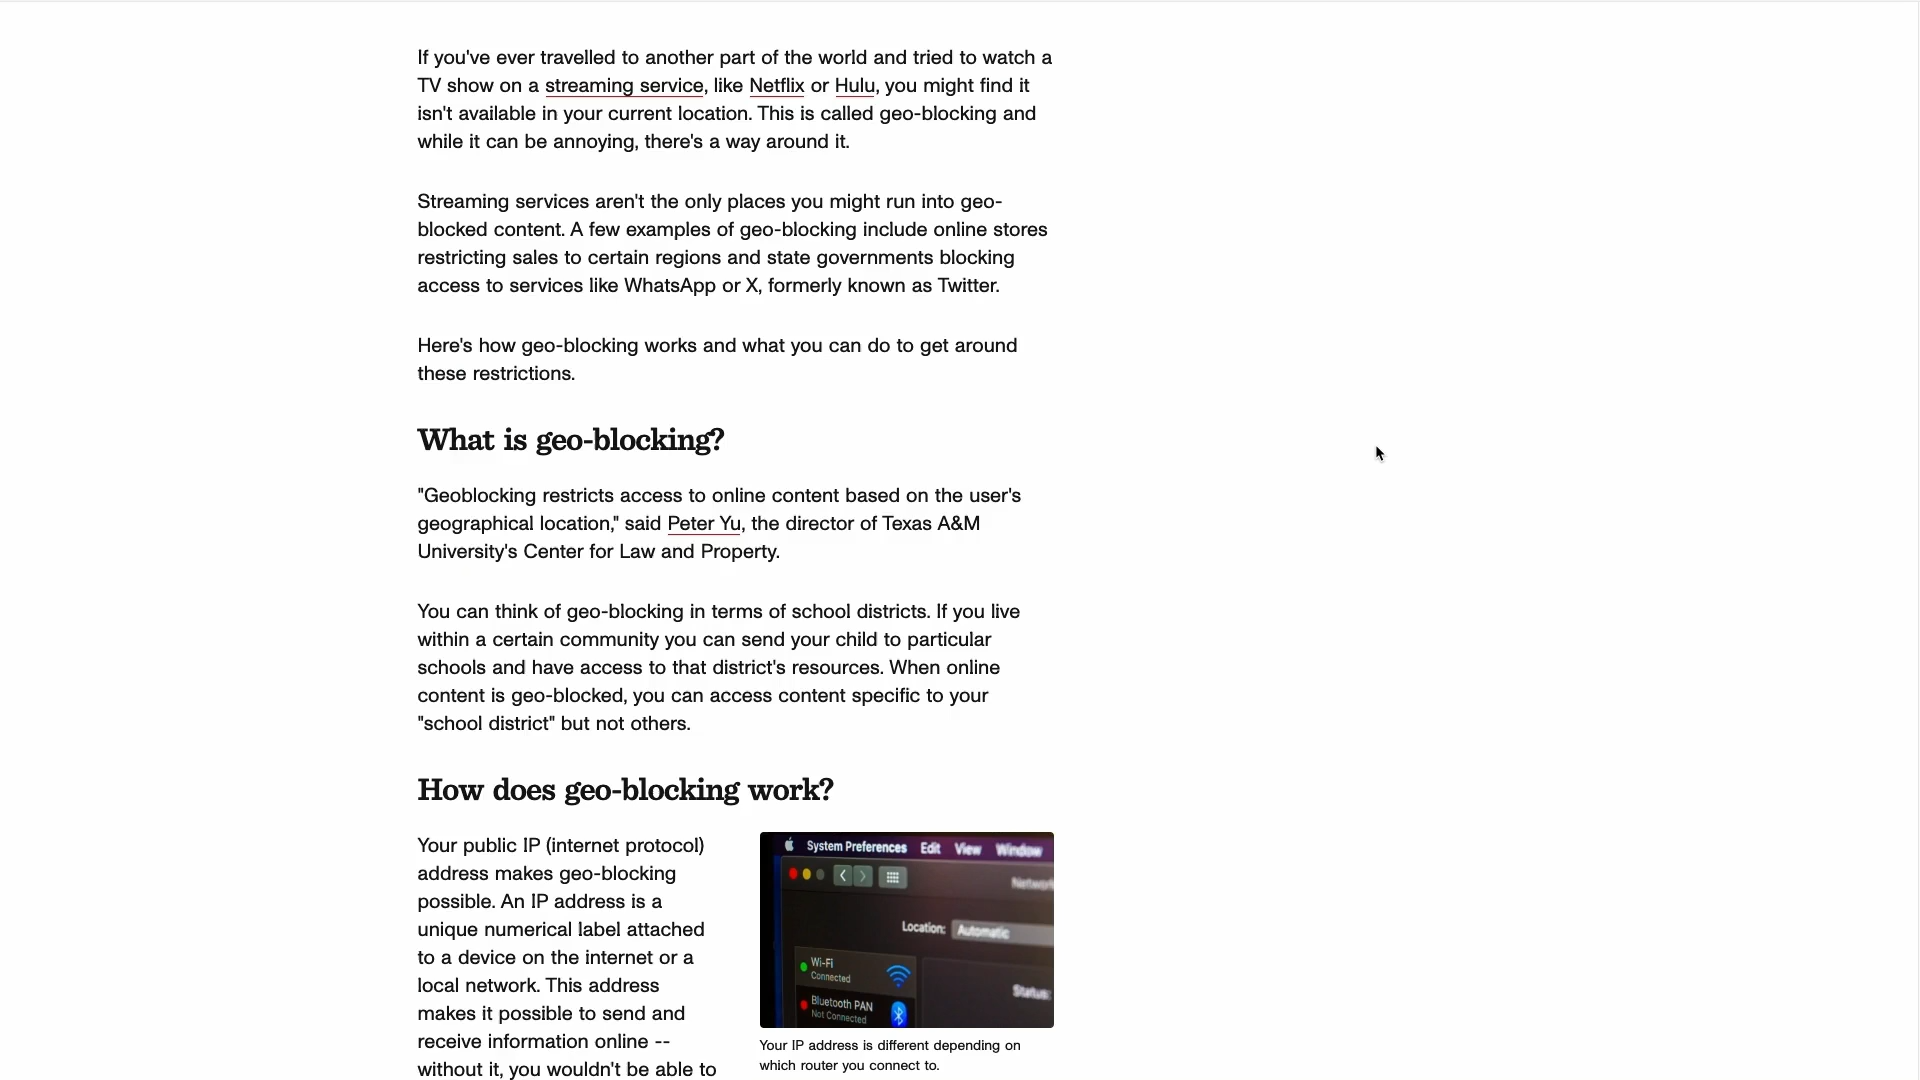 If you've ever travelled to another part of the world and tried to watch a
TV show on a streaming service, like Netflix or Hulu, you might find it
isn't available in your current location. This is called geo-blocking and
while it can be annoying, there's a way around it.
Streaming services aren't the only places you might run into geo-
blocked content. A few examples of geo-blocking include online stores
restricting sales to certain regions and state governments blocking
access to services like WhatsApp or X, formerly known as Twitter.
Here's how geo-blocking works and what you can do to get around
these restrictions.
What is geo-blocking?
"Geoblocking restricts access to online content based on the user's
geographical location," said Peter Yu, the director of Texas A&M
University's Center for Law and Property.
You can think of geo-blocking in terms of school districts. If you live
within a certain community you can send your child to particular
schools and have access to that district's resources. When online
content is geo-blocked, you can access content specific to your
"school district" but not others.
How does geo-blocking work?
Your public IP (internet protocol)
address makes geo-blocking
possible. An IP address is a
unique numerical label attached
to a device on the internet or a
local network. This address
makes it possible to send and
receive information online --
without it, you wouldn't be able to
System Preferences Edit View Window
Network
Location: Automatic
Wi-Fi
Connected
Status:
Bluetooth PAN
Not Connected
Your IP address is different depending on
which router you connect to.